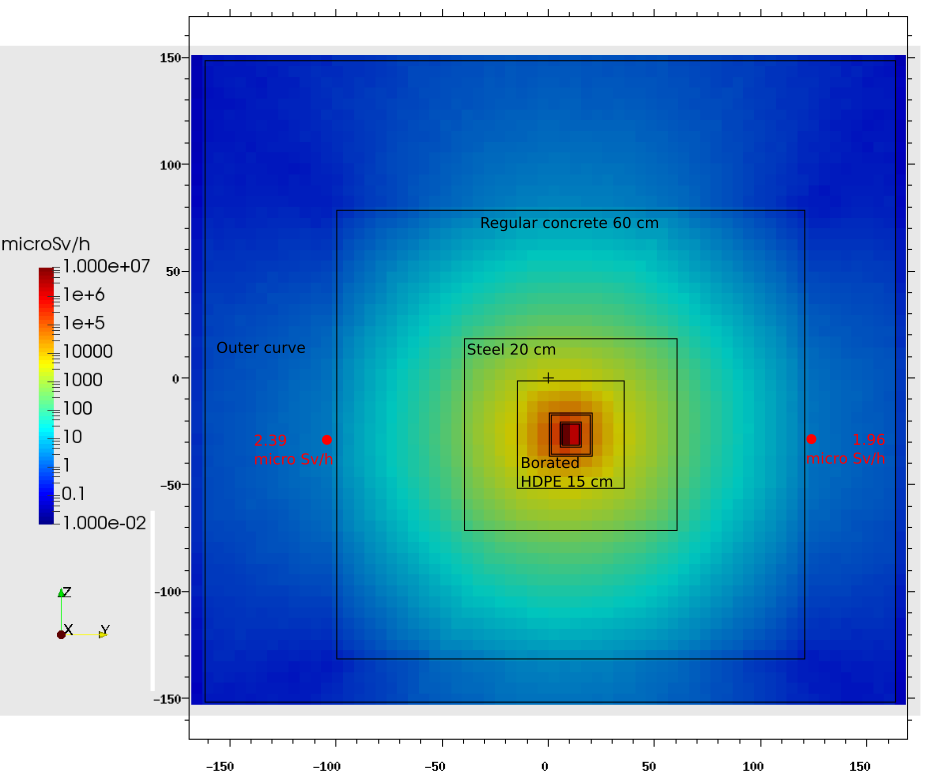 150
100
50
0
−50
−100
−150
Regular concrete 60 cm
microSv/h
1.000e+07
1e+6
1e+5
10000
1000
100
10
1
0.1
1.000e-02
Outer curve
Steel 20 cm
2.39
micro Sv/h
1.96
micro Sv/h
Borated
HDPE 15 cm
Z
X
Y
−150
−100
−50
0
50
100
150